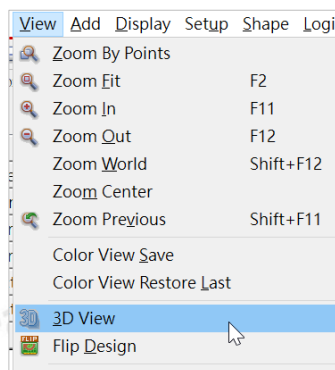 View Add Display Setup Shape
Zoom By Points
Zoom Fit F2
Zoom In F11
Zoom Out F12
Zoom World Shift+F12
Zoom Center
Zoom Previous Shift+F11
Color View Save
Color View Restore Last
3D 3D View
FLIP Flip Design